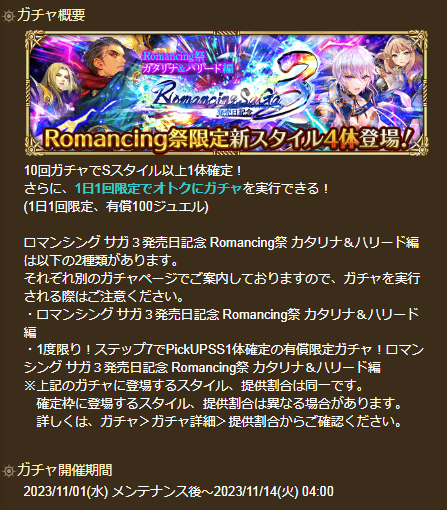 ガチャ概要
Romancing祭
カタリナ&ハリード編
Romancing SaGa 3
発売日記念
Romancing祭限定新スタイル4体登場!
10回ガチャでSスタイル以上1体確定!
さらに、1日1回限定でオトクにガチャを実行できる!
(1日1回限定、有償100ジュエル)
ロマンシング サガ3発売日記念 Romancing祭 カタリナ&ハリード編
は以下の2種類があります。
それぞれ別のガチャページでご案内しておりますので、ガチャを実行
される際はご注意ください。
・ロマンシング サガ3発売日記念 Romancing祭 カタリナ&ハリード
編
・1度限り!ステップ7でPickUPSS1体確定の有償限定ガチャ!ロマン
シング サガ3発売日記念 Romancing祭 カタリナ&ハリード編
※上記のガチャに登場するスタイル、提供割合は同一です。
確定枠に登場するスタイル、提供割合は異なる場合があります。
詳しくは、ガチャ>ガチャ詳細>提供割合からご確認ください。
ガチャ開催期間
2023/11/01(水) メンテナンス後~2023/11/14(火) 04:00